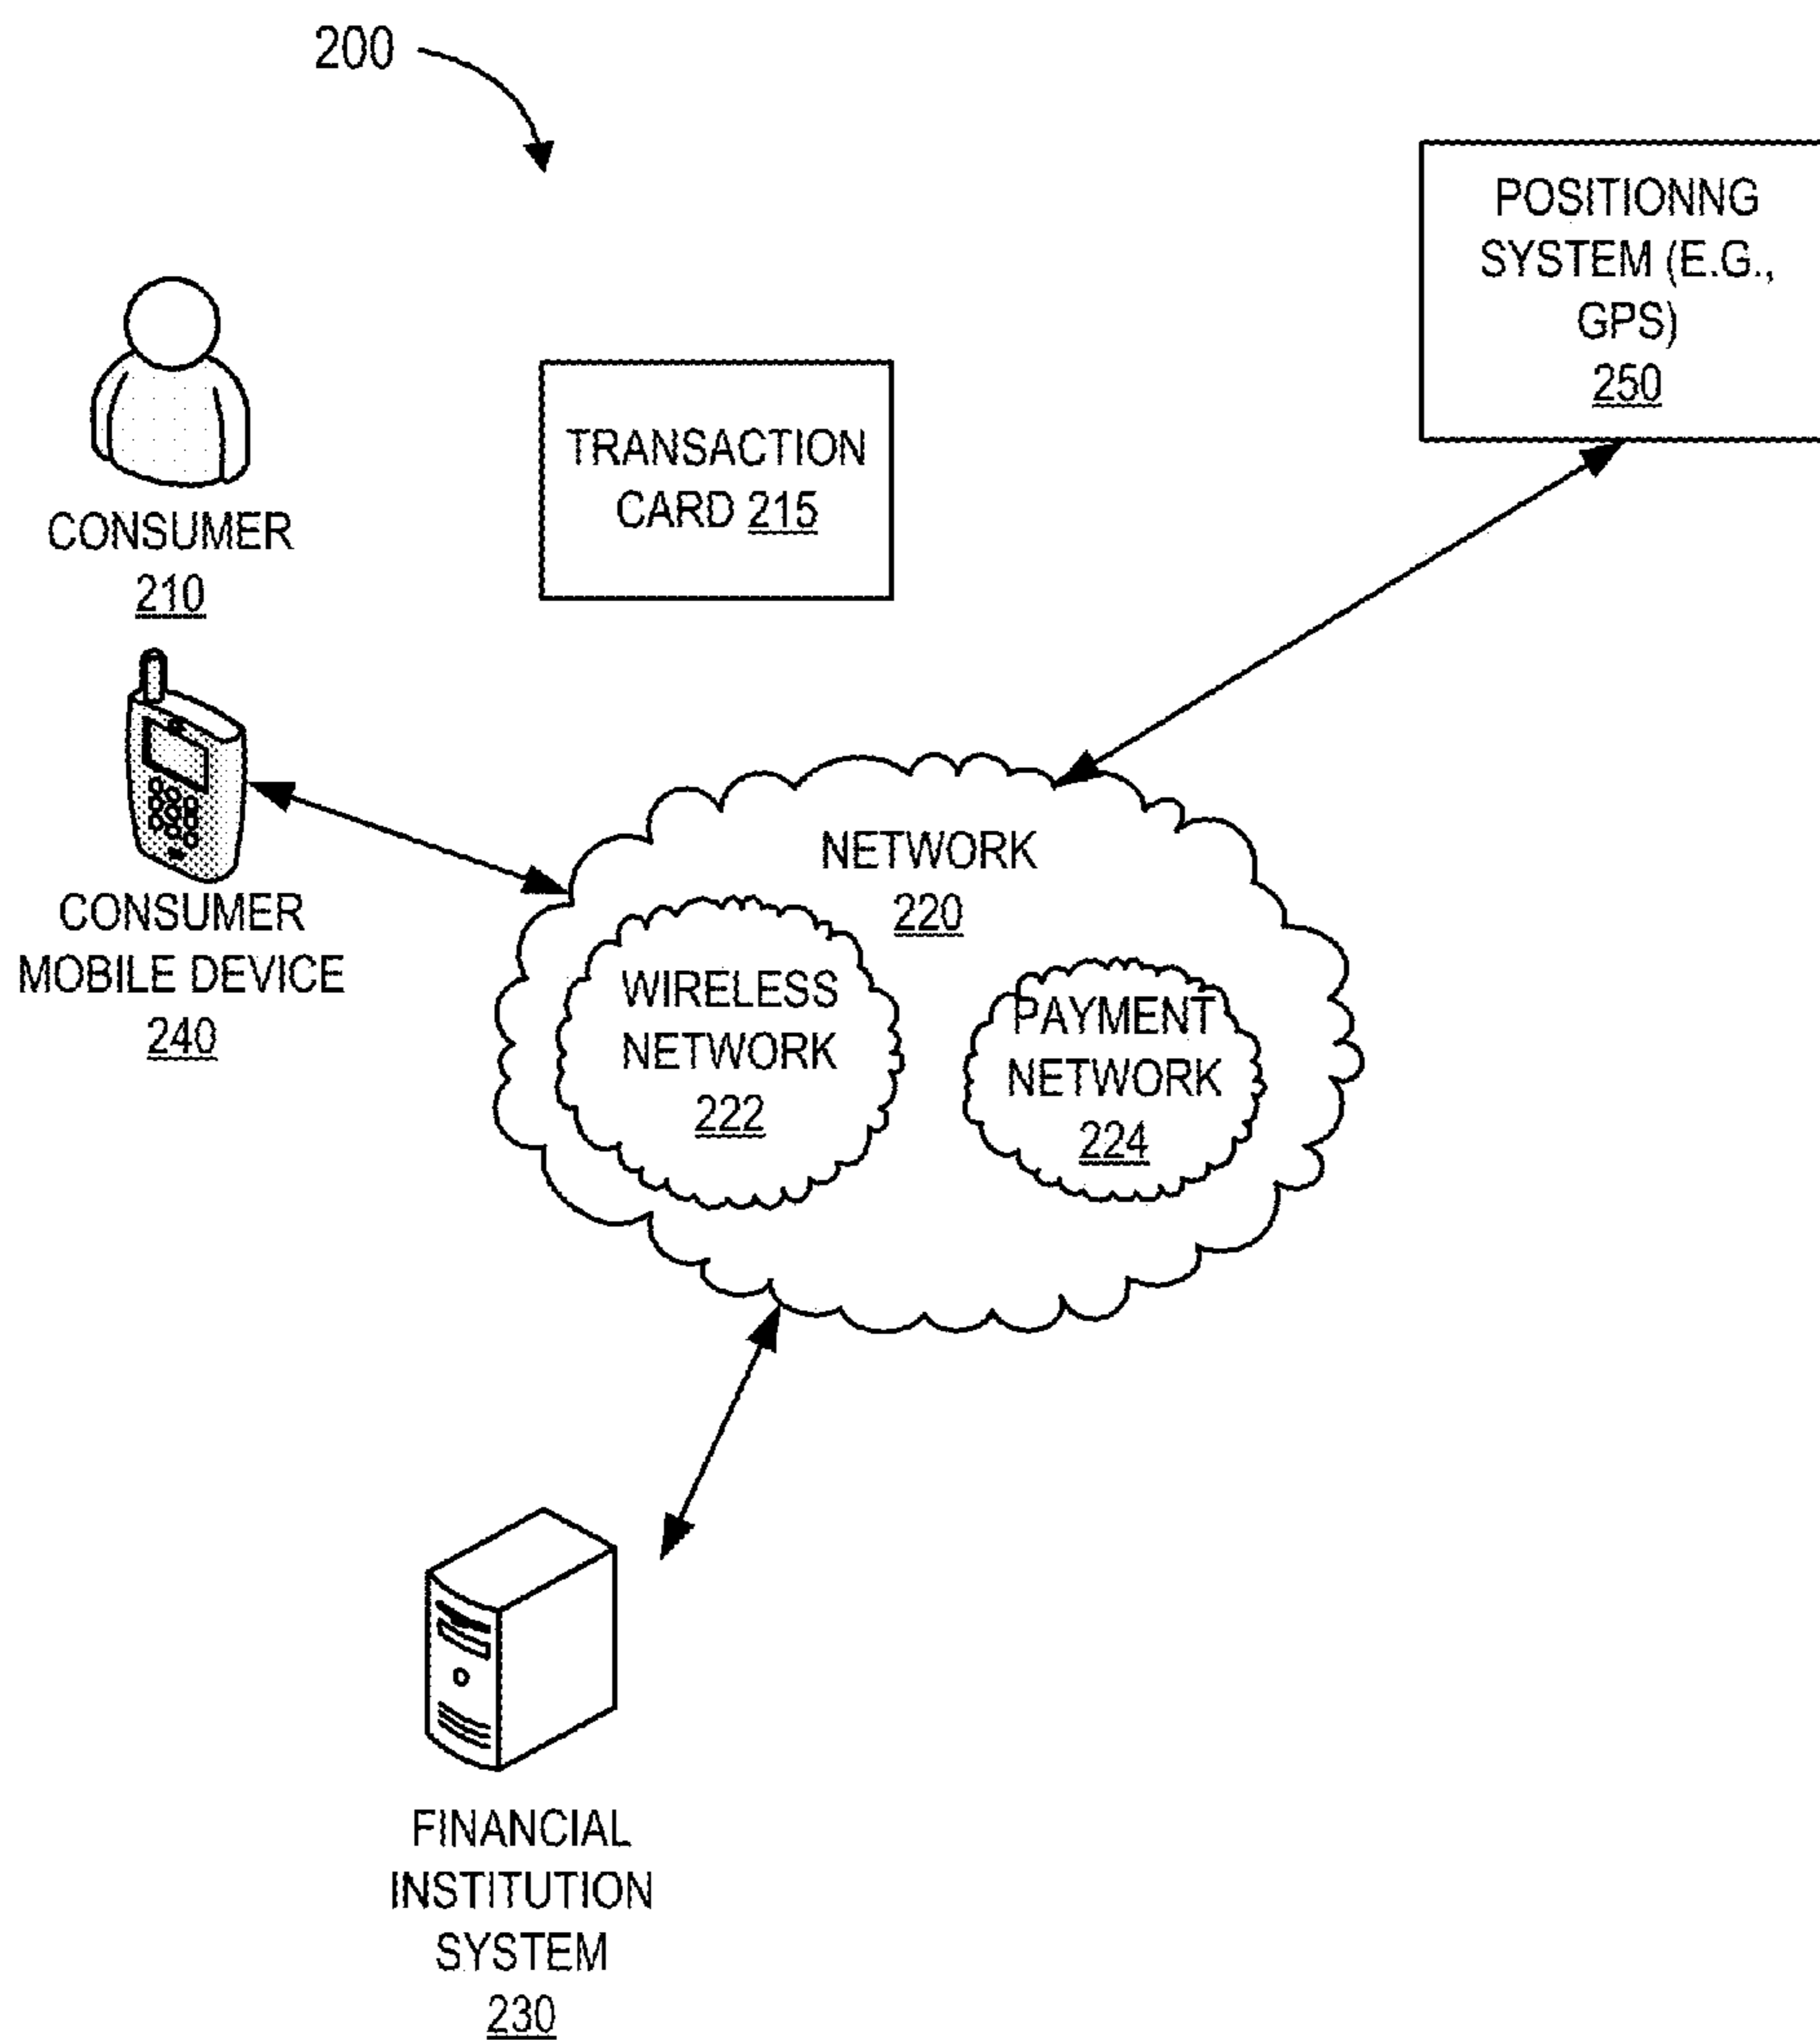 200
POSITIONNG
SYSTEM (E.G.,
GPS)
250
TRANSACTION
CARD 215
CONSUMER
210
CONSUMER
MOBILE DEVICE
240
NETWORK
220
WIRELESS
NETWORK
222
PAYMENT
NETWORK
224
FINANCIAL
INSTITUTION
SYSTEM
230